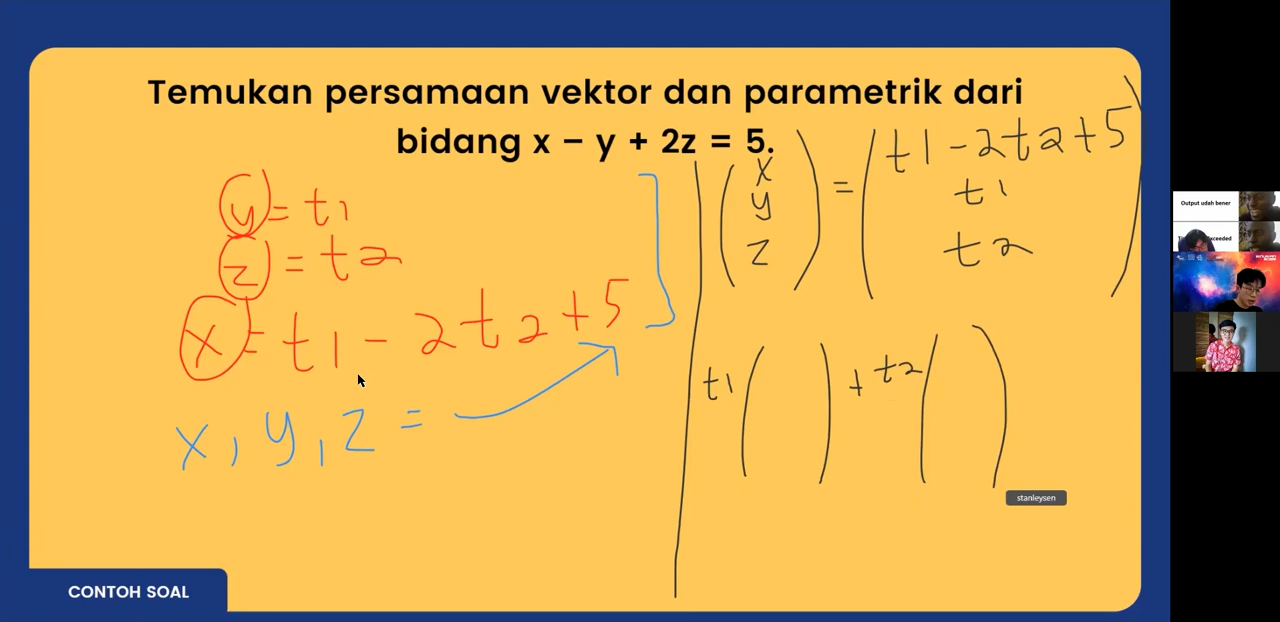 Temukan persamaan vektor dan parametrik dari
bidang x – y + 2z = 5.
y = t1
z = t2
x = t1 - 2t2 + 5
x, y, z =
x
y
z
=
t1 - 2t2 + 5
t1
t2
t1 ( ) + t2 ( )
stanleysen
CONTOH SOAL
Output udah bener